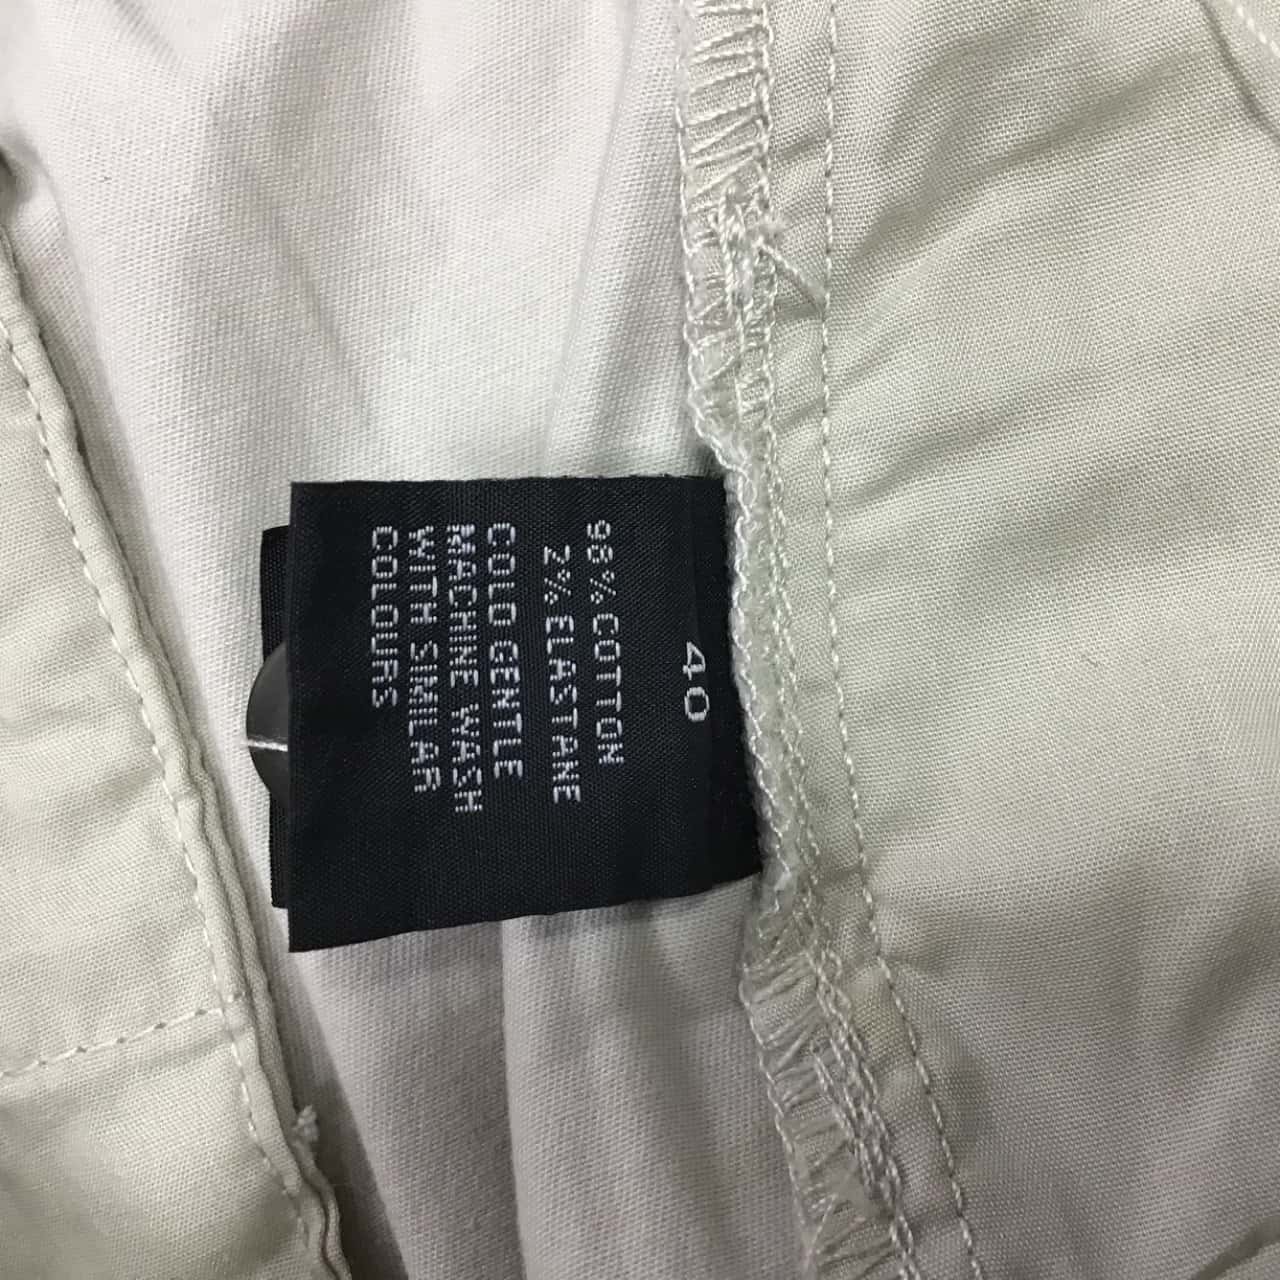 40
98% COTTON
2% ELASTANE
COLD GENTLE
MACHINE WASH
WITH SIMILAR
COLOURS